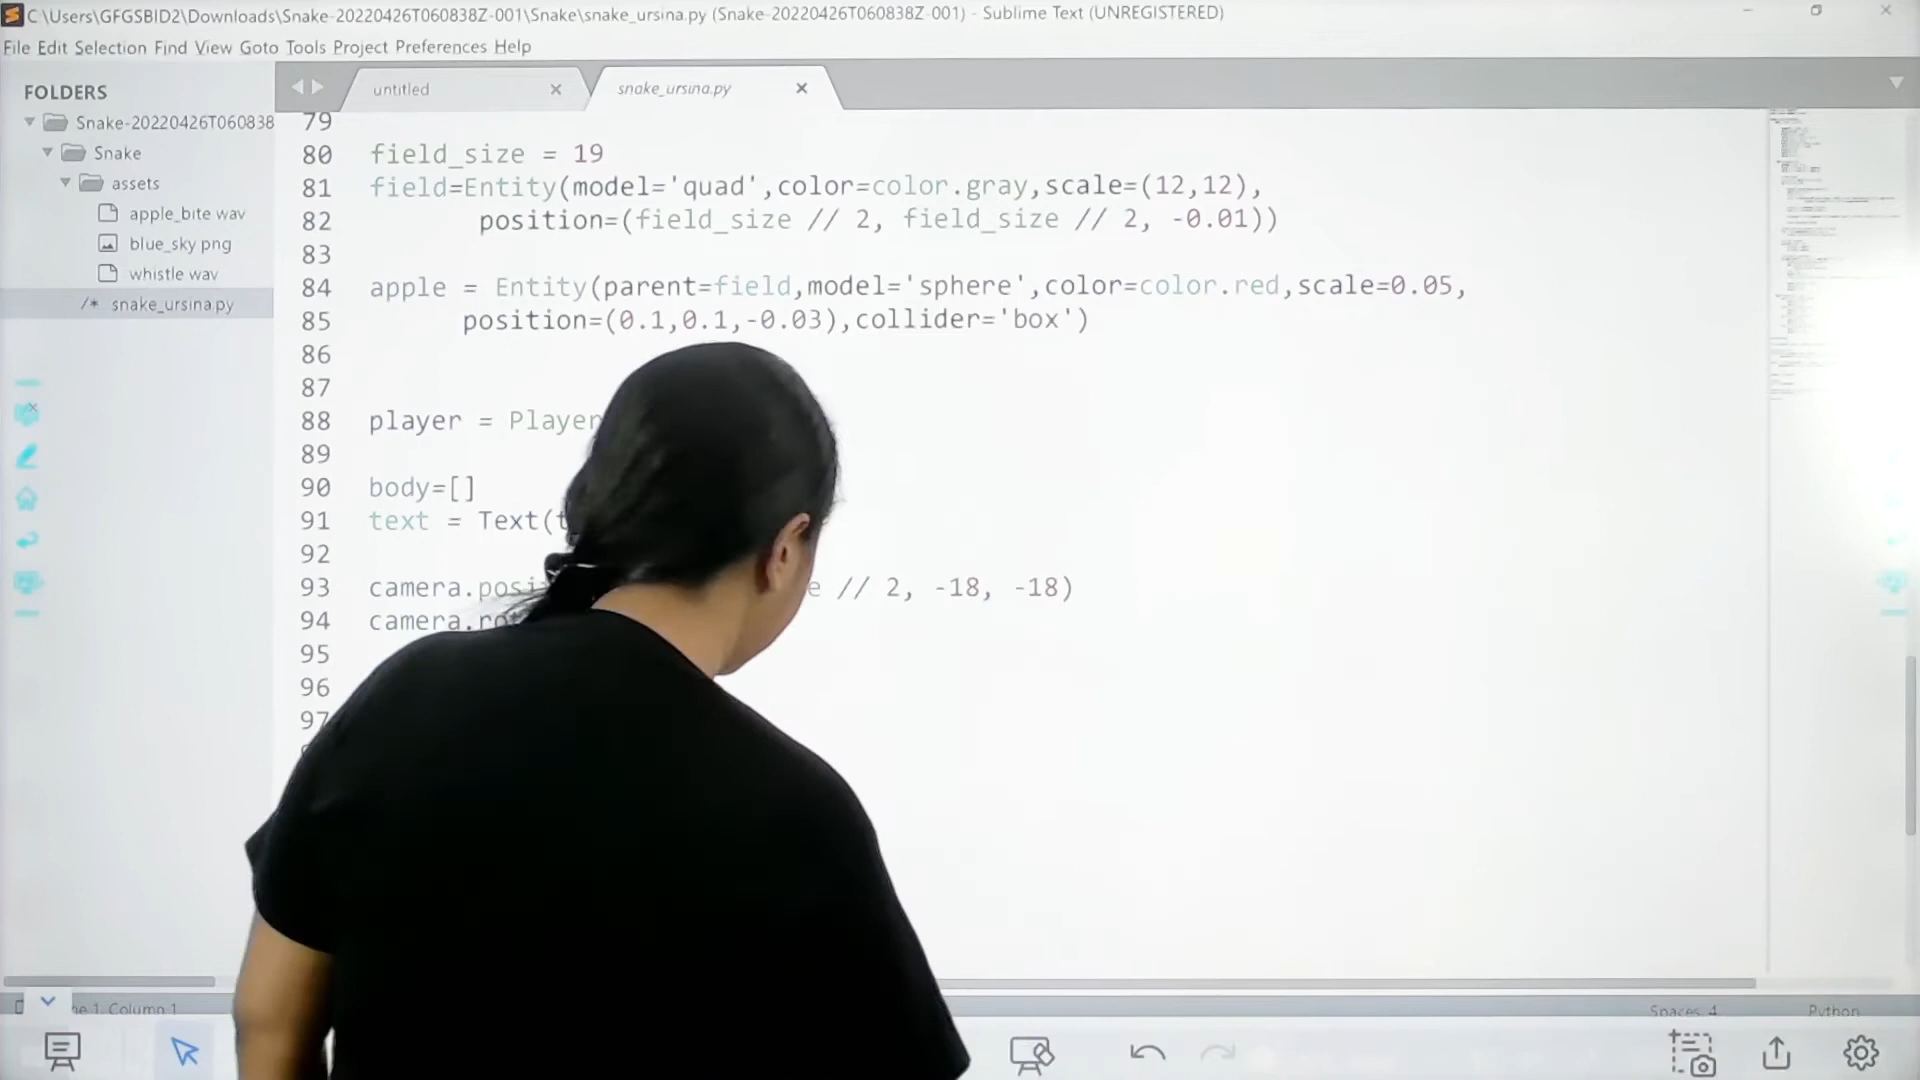 C:\Users\GFGSBID2\Downloads\Snake-20220426T060838Z-001\Snake\snake_ursina.py (Snake-20220426T060838Z-001) - Sublime Text (UNREGISTERED)
File Edit Selection Find View Goto Tools Project Preferences Help
FOLDERS
Snake-20220426T060838
Snake
assets
apple_bite wav
blue_sky png
whistle wav
/* snake_ursina.py
untitled
snake_ursina.py
79
80 field_size = 19
81 field=Entity(model='quad',color=color.gray,scale=(12,12),
82 position=(field_size // 2, field_size // 2, -0.01))
83
84 apple = Entity(parent=field,model='sphere',color=color.red,scale=0.05,
85 position=(0.1,0.1,-0.03),collider='box')
86
87
88 player = Player
89
90 body=[]
91 text = Text(t
92
93 camera.posi e // 2, -18, -18)
94 camera.ro
95
96
97
1, Column 1
Spaces 4
Python